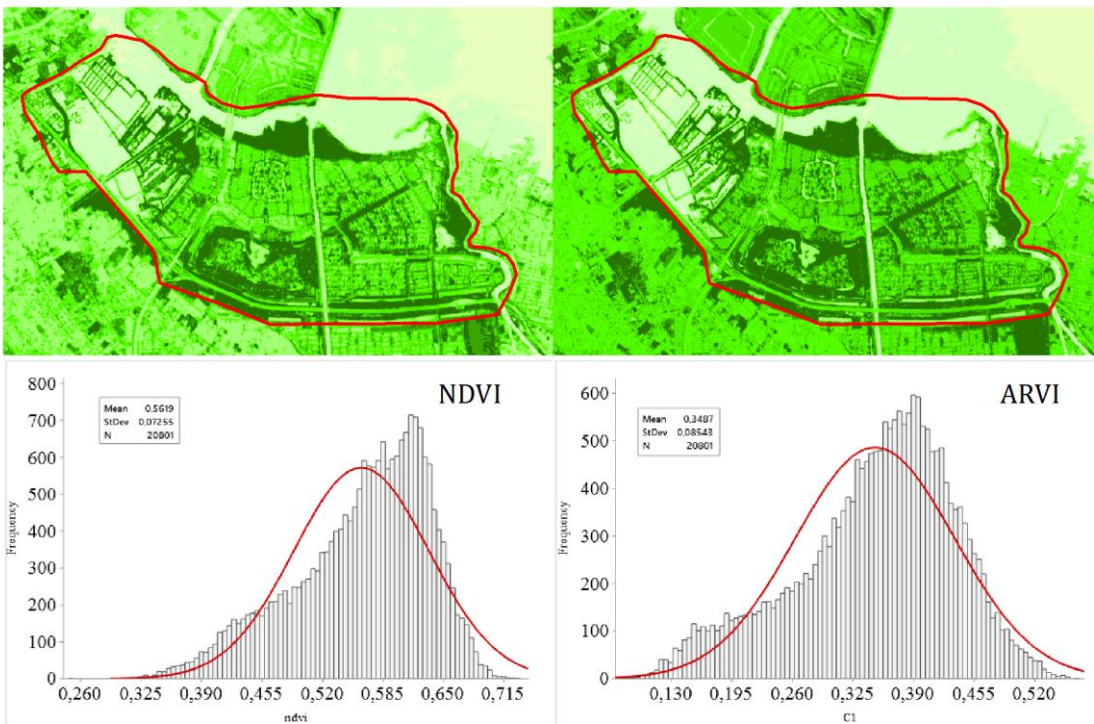 NDVI
Mean 0.5619
StDev 0,07255
N 20801
800
700
600
500
400
300
200
100
0
Frequency
0,260 0,325 0,390 0,455 0,520 0,585 0,650 0,715
ndvi
ARVI
Mean 0,3487
StDev 0,08543
N 20801
600
500
400
300
200
100
0
Frequency
0,130 0,195 0,260 0,325 0,390 0,455 0,520
C1